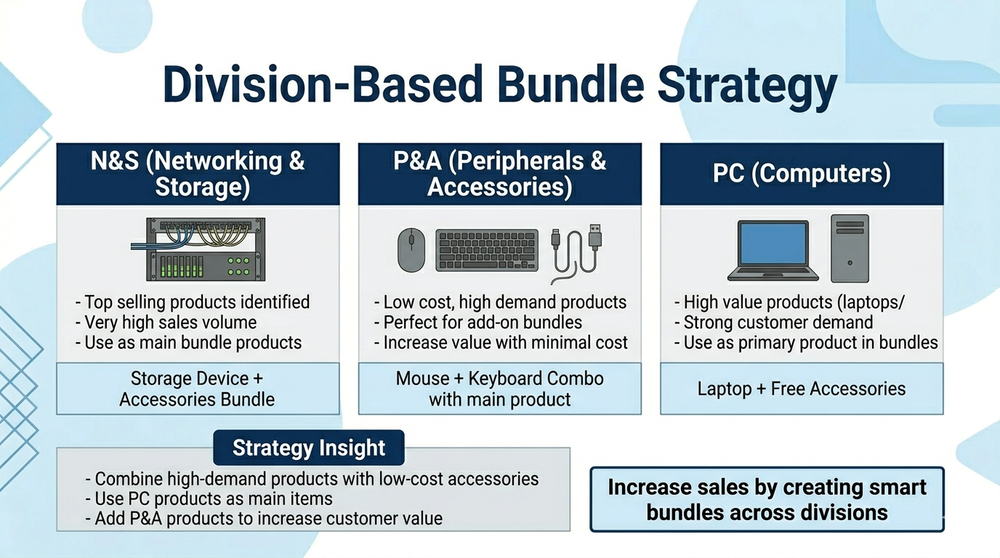 Division-Based Bundle Strategy
N&S (Networking &
Storage)
- Top selling products identified
- Very high sales volume
- Use as main bundle products
Storage Device +
Accessories Bundle
P&A (Peripherals &
Accessories)
- Low cost, high demand products
- Perfect for add-on bundles
- Increase value with minimal cost
Mouse + Keyboard Combo
with main product
PC (Computers)
- High value products (laptops/
- Strong customer demand
- Use as primary product in bundles
Laptop + Free Accessories
Strategy Insight
- Combine high-demand products with low-cost accessories
- Use PC products as main items
- Add P&A products to increase customer value
Increase sales by creating smart
bundles across divisions